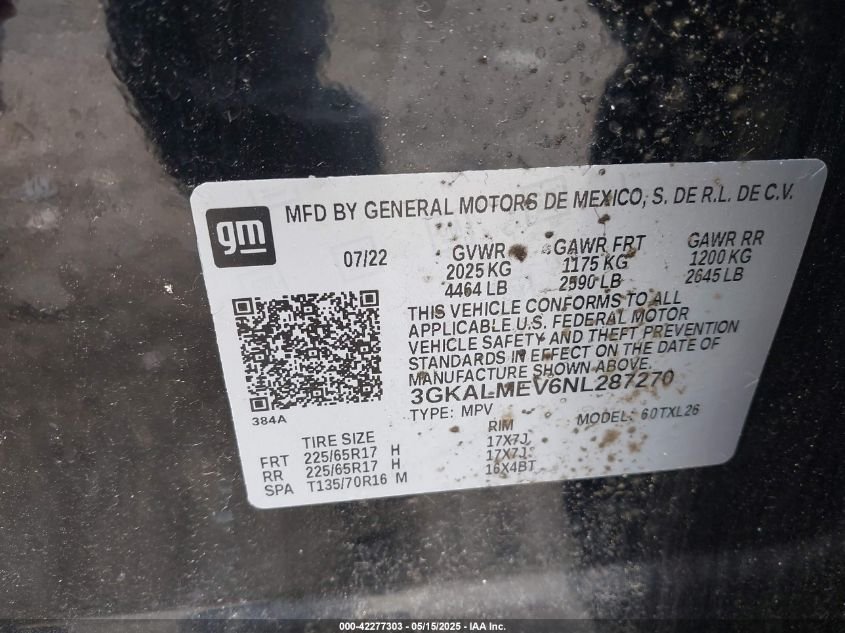 gm
MFD BY GENERAL MOTORS DE MEXICO, S. DE R.L. DE C.V.
07/22
GVWR GAWR FRT GAWR RR
2025 KG 1175 KG 1200 KG
4464 LB 2590 LB 2645 LB
THIS VEHICLE CONFORMS TO ALL
APPLICABLE U.S. FEDERAL MOTOR
VEHICLE SAFETY AND THEFT PREVENTION
STANDARDS IN EFFECT ON THE DATE OF
MANUFACTURE SHOWN ABOVE.
3GKALMEV6NL287270
TYPE: MPV MODEL: 6.0TXL26
384A
TIRE SIZE RIM
FRT 225/65R17 H 17X7J
RR 225/65R17 H 17X7J
SPA T135/70R16 M 16X4BT
000-42277303 - 05/15/2025 - IAA Inc.